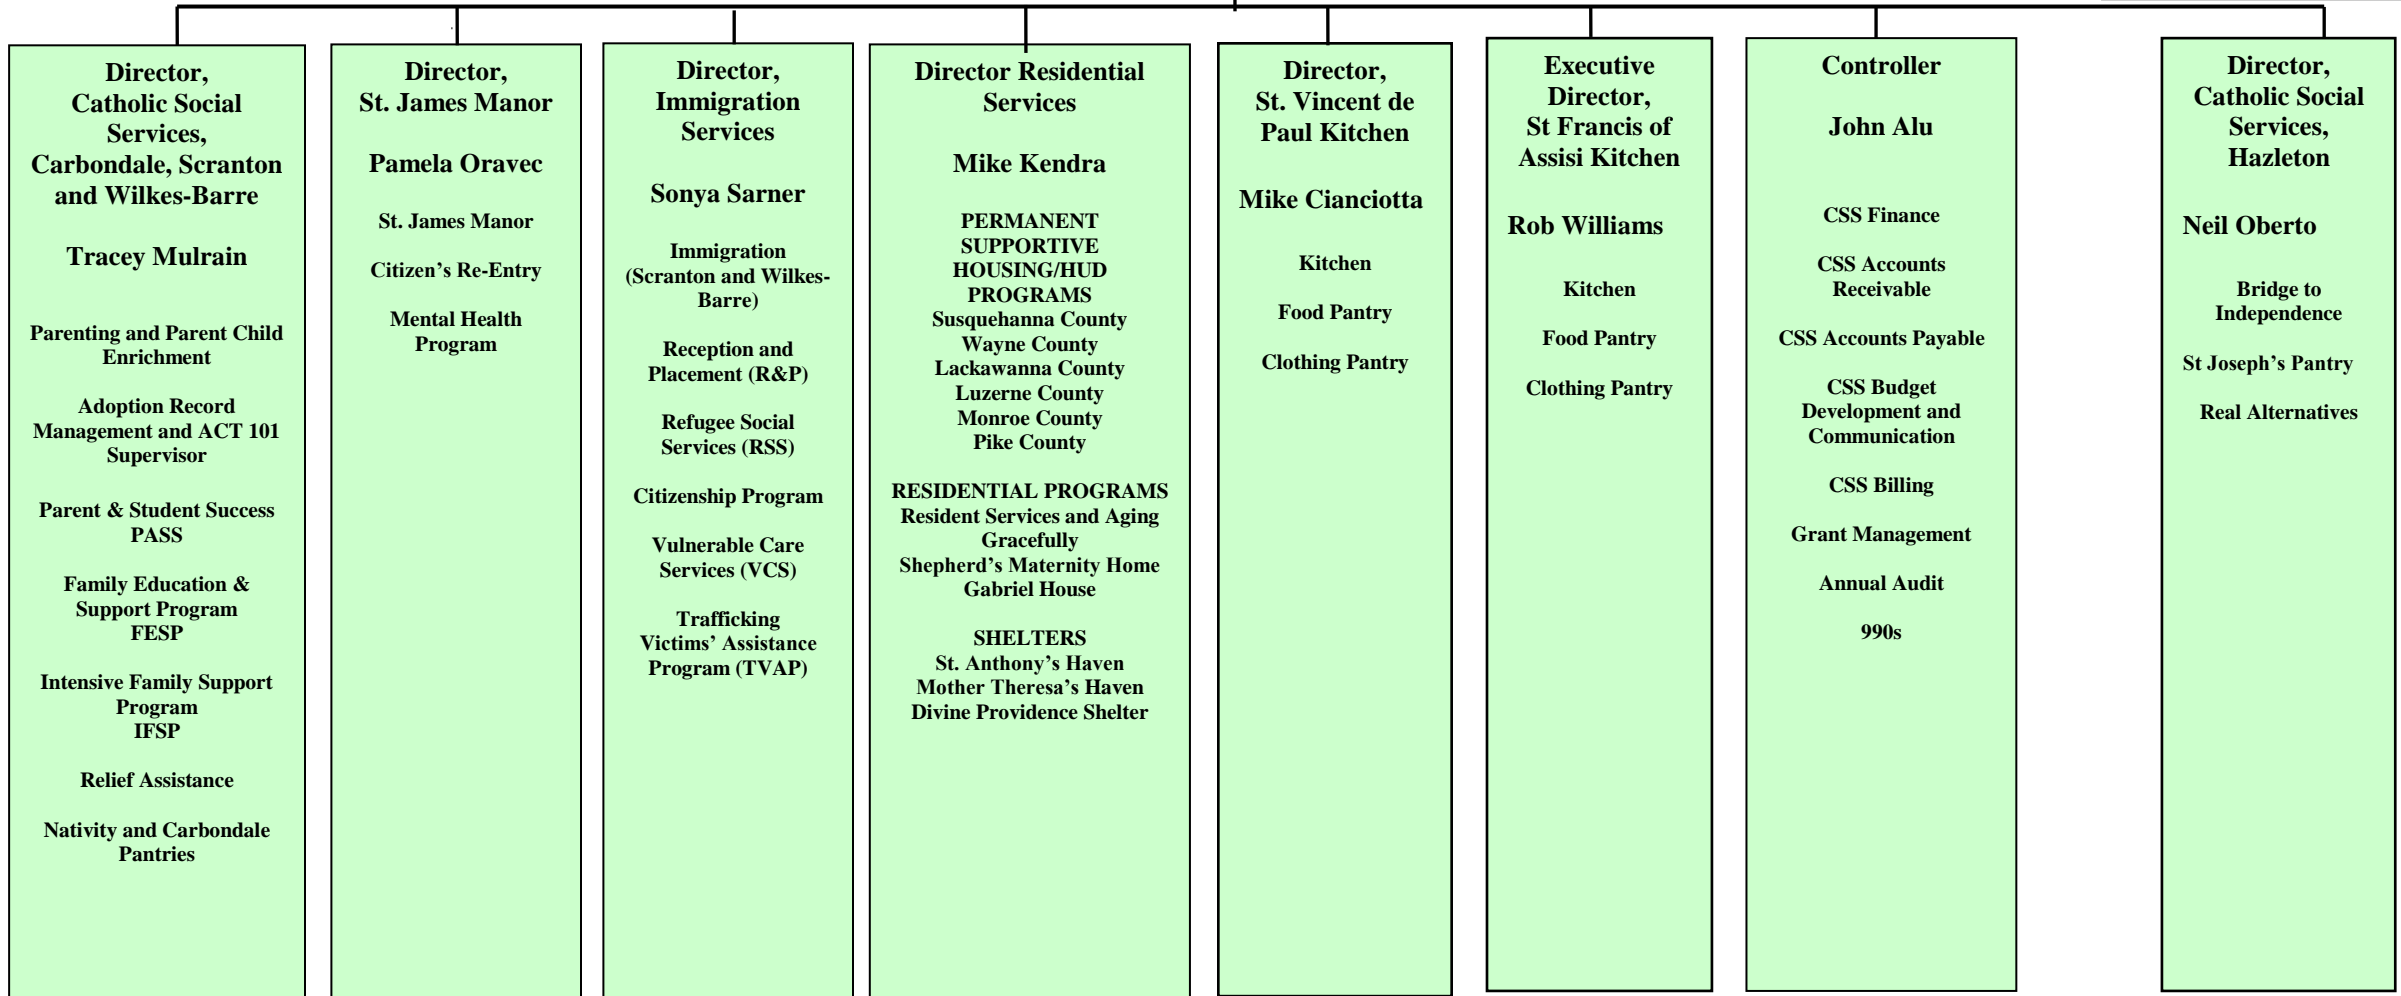 Director,
Catholic Social
Services,
Carbondale, Scranton
and Wilkes-Barre
Tracey Mulrain
Parenting and Parent Child
Enrichment
Adoption Record
Management and ACT 101
Supervisor
Parent & Student Success
PASS
Family Education &
Support Program
FESP
Intensive Family Support
Program
IFSP
Relief Assistance
Nativity and Carbondale
Pantries
Director,
St. James Manor
Pamela Oravec
St. James Manor
Citizen’s Re-Entry
Mental Health
Program
Director,
Immigration
Services
Sonya Sarner
Immigration
(Scranton and Wilkes-
Barre)
Reception and
Placement (R&P)
Refugee Social
Services (RSS)
Citizenship Program
Vulnerable Care
Services (VCS)
Trafficking
Victims’ Assistance
Program (TVAP)
Director Residential
Services
Mike Kendra
PERMANENT
SUPPORTIVE
HOUSING/HUD
PROGRAMS
Susquehanna County
Wayne County
Lackawanna County
Luzerne County
Monroe County
Pike County
RESIDENTIAL PROGRAMS
Resident Services and Aging
Gracefully
Shepherd’s Maternity Home
Gabriel House
SHELTERS
St. Anthony’s Haven
Mother Theresa’s Haven
Divine Providence Shelter
Director,
St. Vincent de
Paul Kitchen
Mike Cianciotta
Kitchen
Food Pantry
Clothing Pantry
Executive
Director,
St Francis of
Assisi Kitchen
Rob Williams
Kitchen
Food Pantry
Clothing Pantry
Controller
John Alu
CSS Finance
CSS Accounts
Receivable
CSS Accounts Payable
CSS Budget
Development and
Communication
CSS Billing
Grant Management
Annual Audit
990s
Director,
Catholic Social
Services,
Hazleton
Neil Oberto
Bridge to
Independence
St Joseph’s Pantry
Real Alternatives